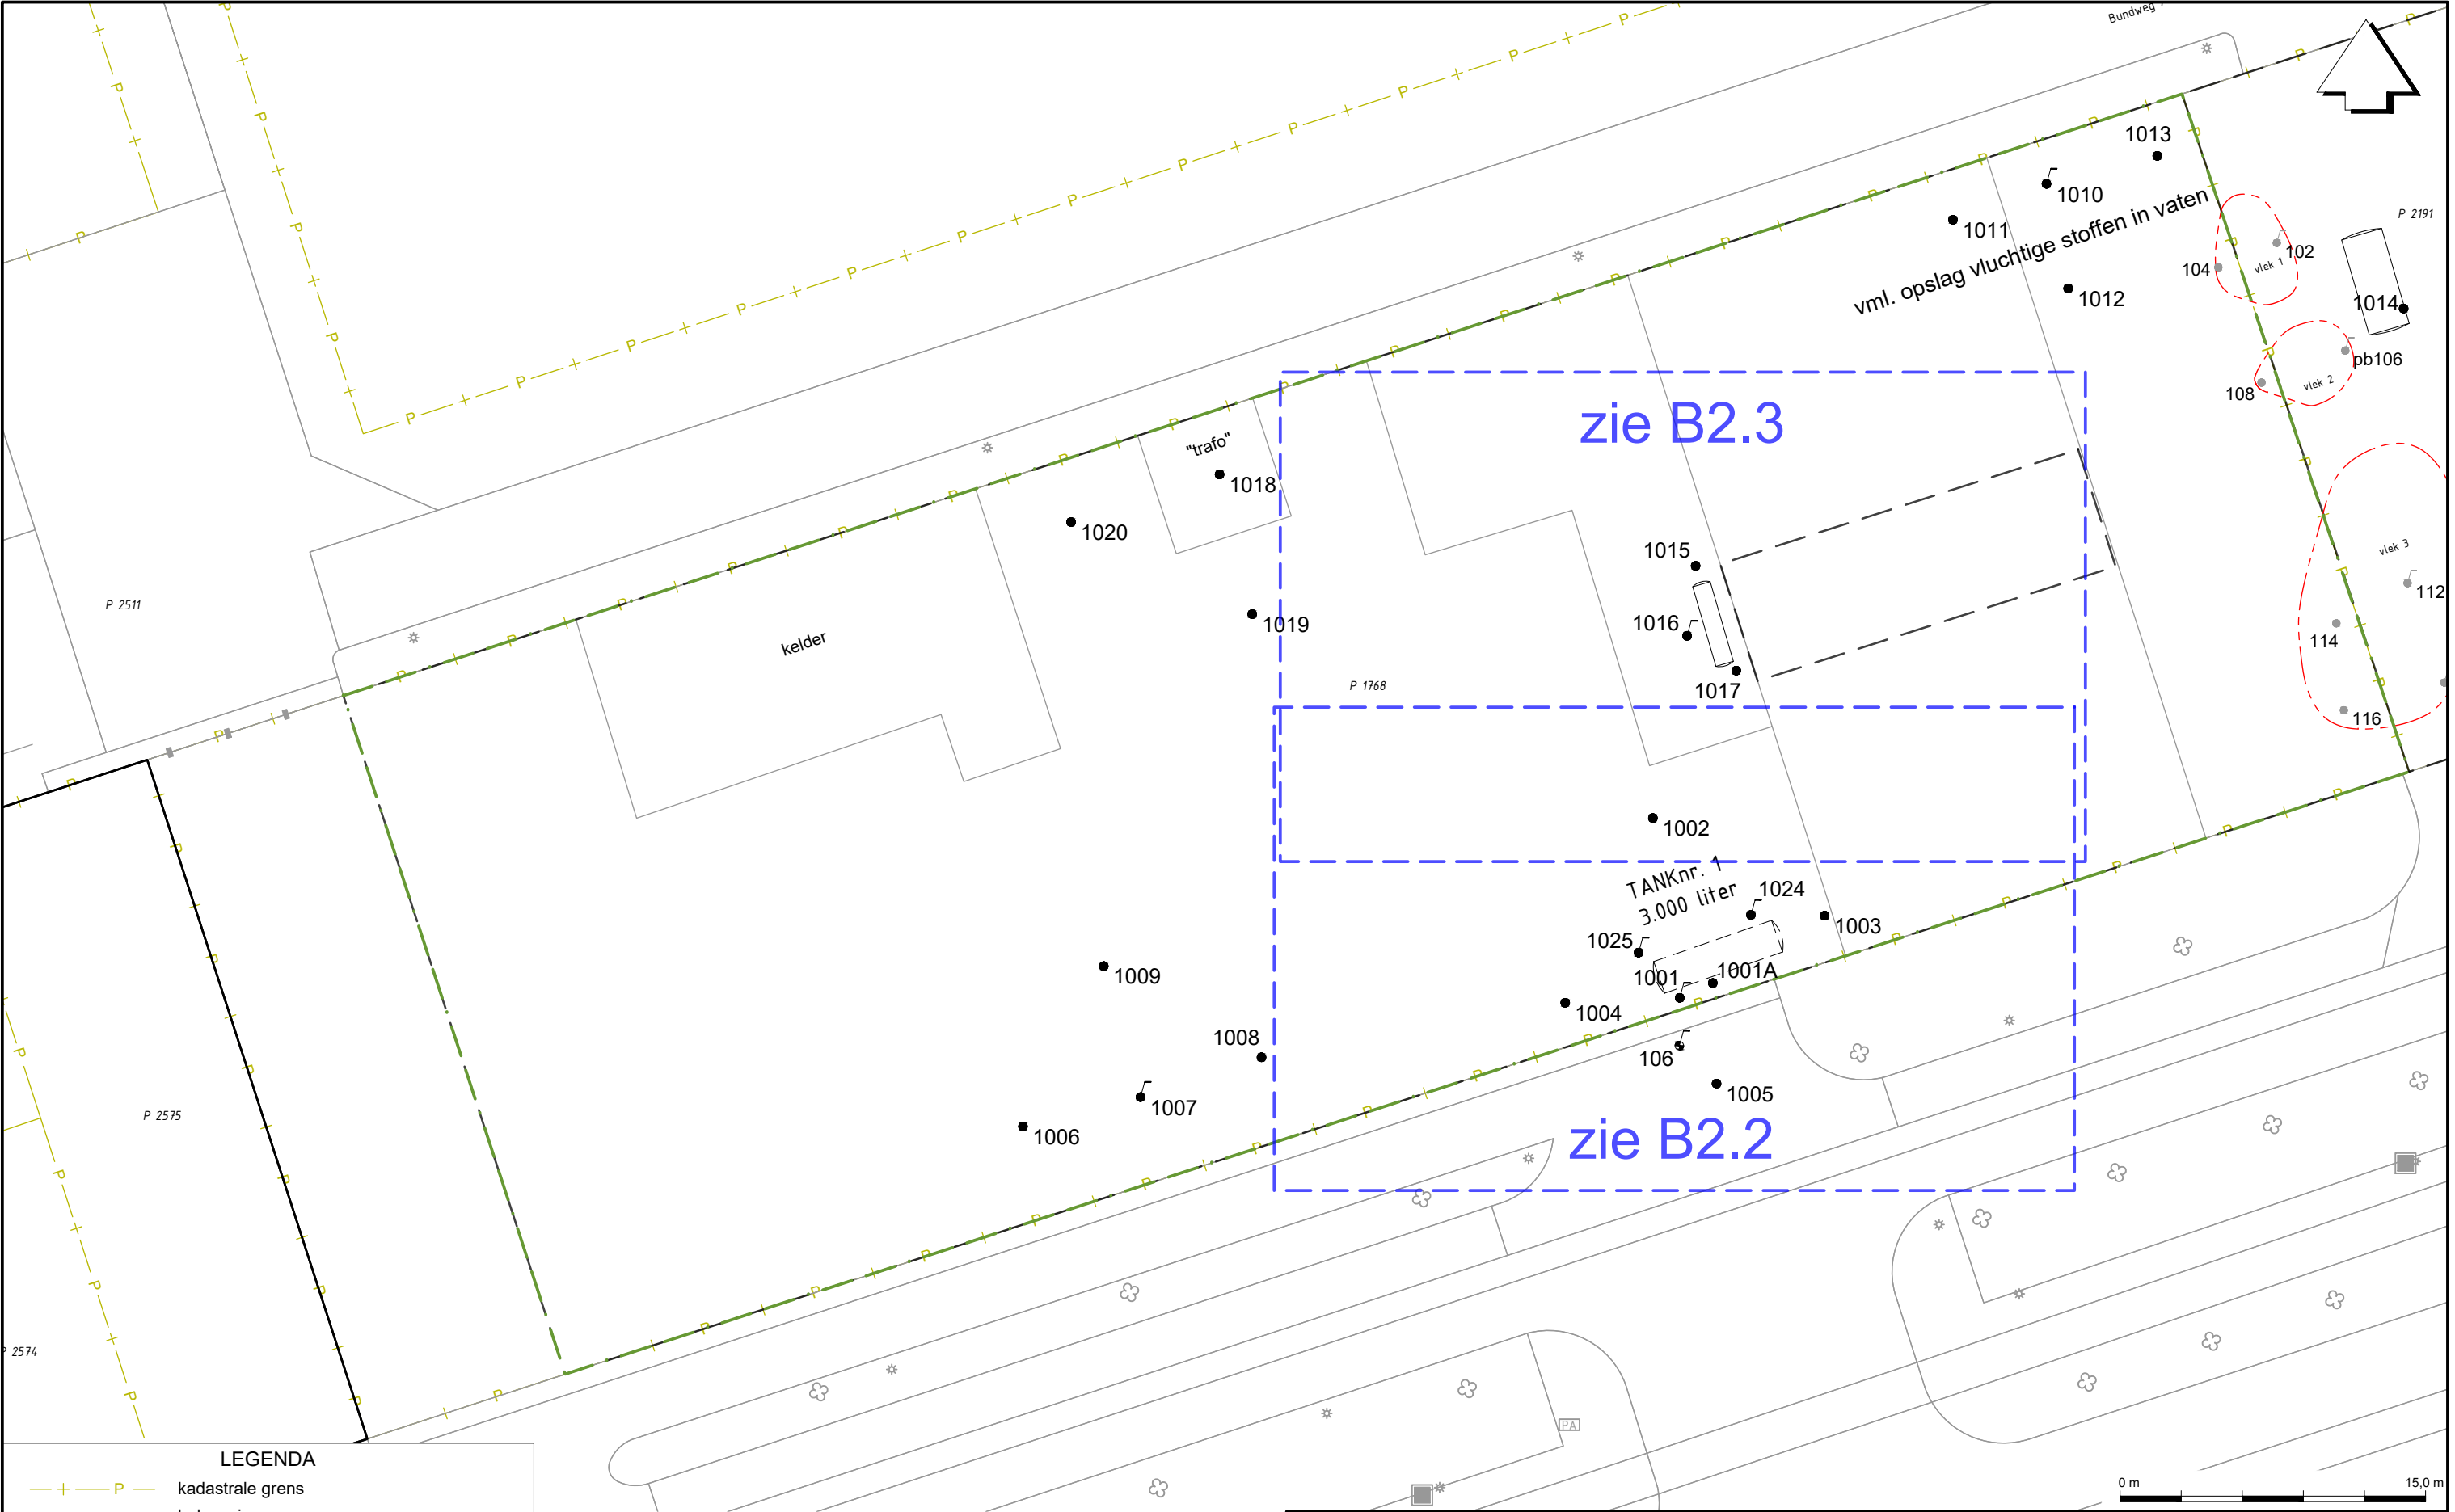 Bundweg
1013
1010
1011
vml. opslag vluchtige stoffen in vaten
P 2191
102
104
vlek 1
1012
1014
pb106
vlek 2
108
zie B2.3
"trafo"
1018
1020
1015
vlek 3
112
P 2511
1019
1016
114
kelder
P 1768
1017
116
1002
TANKnr. 1
3.000 liter
1024
1003
1025
1009
1001
1001A
1004
1008
106
1005
1007
1006
zie B2.2
P 2575
P 2574
PA
LEGENDA
P kadastrale grens
0 m 15,0 m